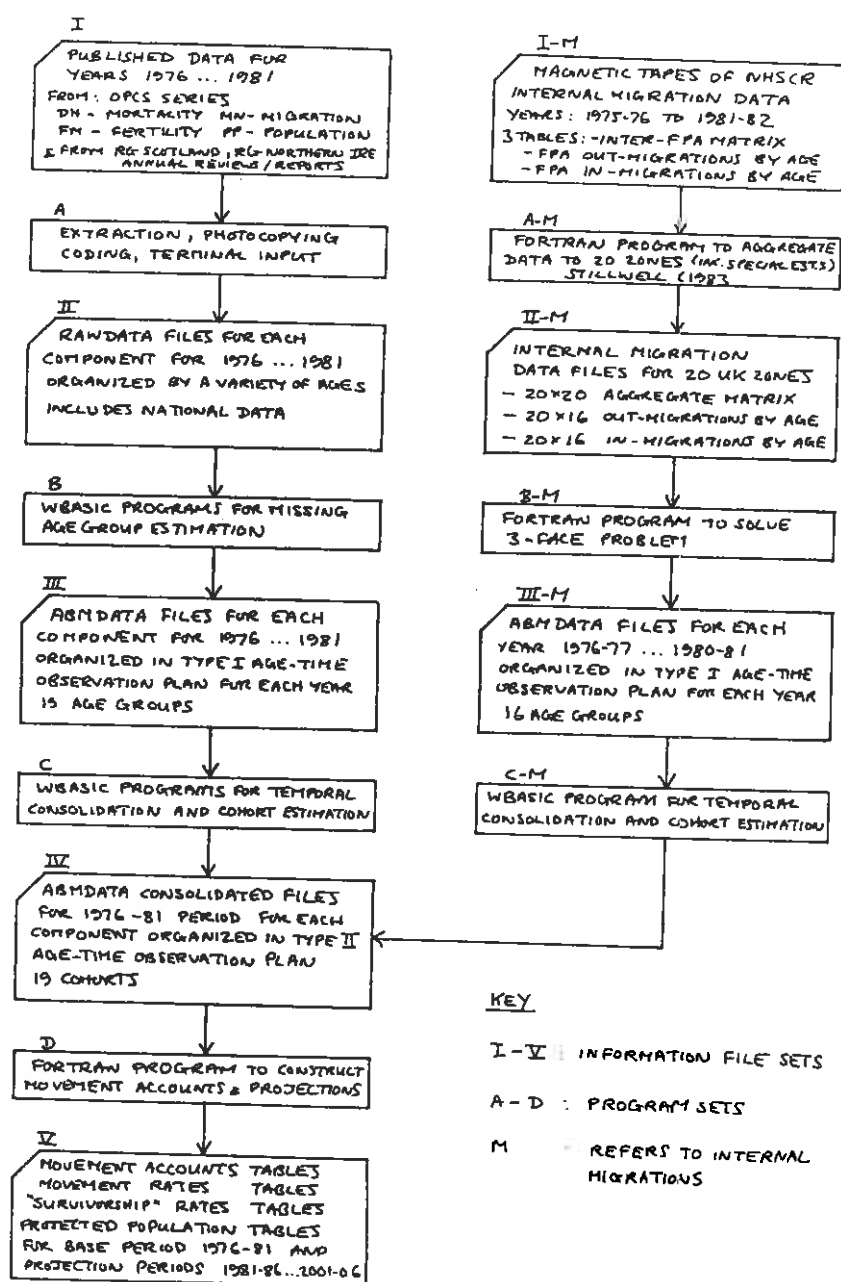 I
PUBLISHED DATA FOR
YEARS 1976 ... 1981
FROM: OPCS SERIES
DH - MORTALITY MN - MIGRATION
FM - FERTILITY PP - POPULATION
& FROM RG SCOTLAND, RG NORTHERN IRE
ANNUAL REVIEWS / REPORTS
A
EXTRACTION, PHOTOCOPYING
CODING, TERMINAL INPUT
II
RAWDATA FILES FOR EACH
COMPONENT FOR 1976 ... 1981
ORGANIZED BY A VARIETY OF AGES
INCLUDES NATIONAL DATA
B
WBASIC PROGRAMS FOR MISSING
AGE GROUP ESTIMATION
III
ABMDATA FILES FOR EACH
COMPONENT FOR 1976 ... 1981
ORGANIZED IN TYPE I AGE-TIME
OBSERVATION PLAN FOR EACH YEAR
19 AGE GROUPS
C
WBASIC PROGRAMS FOR TEMPORAL
CONSOLIDATION AND COHORT ESTIMATION
IV
ABMDATA CONSOLIDATED FILES
FOR 1976-81 PERIOD FOR EACH
COMPONENT ORGANIZED IN TYPE II
AGE-TIME OBSERVATION PLAN
19 COHORTS
D
FORTRAN PROGRAM TO CONSTRUCT
MOVEMENT ACCOUNTS & PROJECTIONS
V
MOVEMENT ACCOUNTS TABLES
MOVEMENT RATES TABLES
"SURVIVORSHIP" RATES TABLES
PROJECTED POPULATION TABLES
FOR BASE PERIOD 1976-81 AND
PROJECTION PERIODS 1981-86...2001-06
I-M
MAGNETIC TAPES OF NHSCR
INTERNAL MIGRATION DATA
YEARS: 1975-76 TO 1981-82
3 TABLES: - INTER-FPA MATRIX
- FPA OUT-MIGRATIONS BY AGE
- FPA IN-MIGRATIONS BY AGE
A-M
FORTRAN PROGRAM TO AGGREGATE
DATA TO 20 ZONES (INC. SPECIAL ESTS)
STILLWELL (1983
II-M
INTERNAL MIGRATION
DATA FILES FOR 20 UK ZONES
- 20×20 AGGREGATE MATRIX
- 20×16 OUT-MIGRATIONS BY AGE
- 20×16 IN-MIGRATIONS BY AGE
B-M
FORTRAN PROGRAM TO SOLVE
3-FACE PROBLEM
III-M
ABMDATA FILES FOR EACH
YEAR 1976-77 ... 1980-81
ORGANIZED IN TYPE I AGE-TIME
OBSERVATION PLAN FOR EACH YEAR
16 AGE GROUPS
C-M
WBASIC PROGRAM FOR TEMPORAL
CONSOLIDATION AND COHORT ESTIMATION
KEY
I - V : INFORMATION FILE SETS
A - D : PROGRAM SETS
M REFERS TO INTERNAL
MIGRATIONS